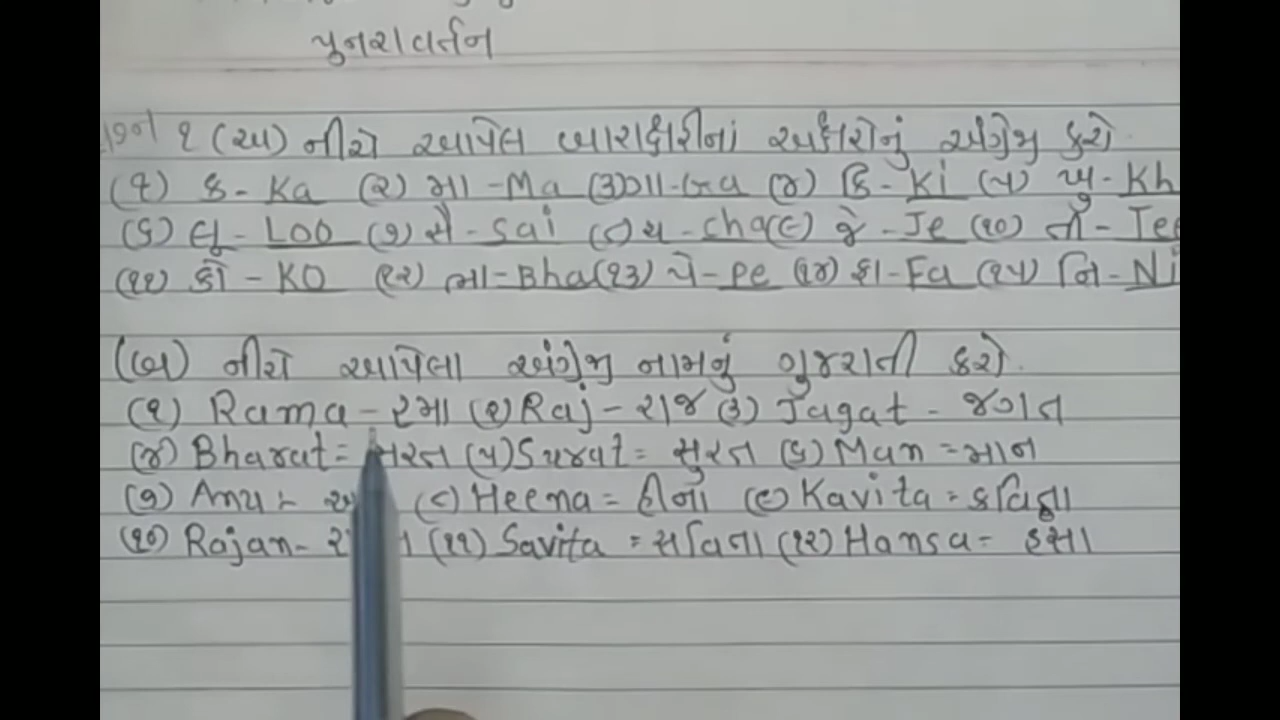 પુનરાવર્તન
પ્રશ્ન ૧ (અ) નીચે આપેલ બારાક્ષરીનાં અક્ષરોનું અંગ્રેજી કરો.
(૧) ક - Ka (૨) મા - Ma (૩) ગા - Ga (૪) કિ - Ki (૫) ખુ - Kh
(૬) લુ - Loo (૭) સૈ - Sai (૮) ચ - Cha (૯) જે - Je (૧૦) તી - Tee
(૧૧) કો - KO (૧૨) ભા - Bha (૧૩) પે - Pe (૧૪) ફા - Fa (૧૫) નિ - Ni
(બ) નીચે આપેલા અંગ્રેજી નામનું ગુજરાતી કરો.
(૧) Rama - રમા (૨) Raj - રાજ (૩) Jagat - જગત
(૪) Bharat = ભરત (૫) Surat = સુરત (૬) Man = માન
(૭) Anu - (૮) Heena = હીના (૯) Kavita = કવિતા
(૧૦) Rajan - (૧૧) Savita = સવિતા (૧૨) Hansa = હંસા